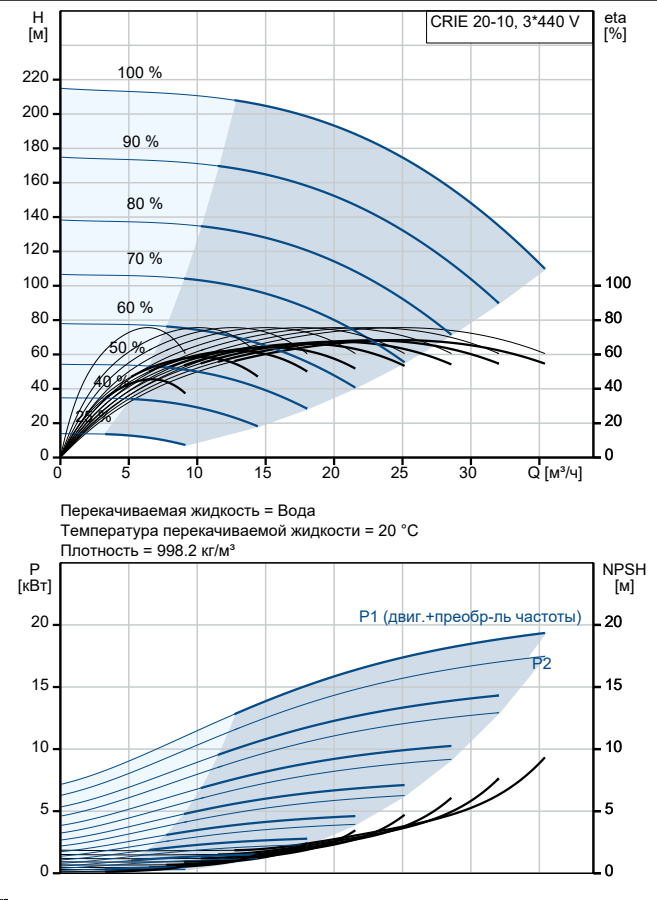 H
[м]
CRIE 20-10, 3*440 V
eta
[%]
100 %
90 %
80 %
70 %
60 %
50 %
40 %
25 %
220
200
180
160
140
120
100
80
60
40
20
0
100
80
60
40
20
0
0 5 10 15 20 25 30 Q [м³/ч]
Перекачиваемая жидкость = Вода
Температура перекачиваемой жидкости = 20 °C
Плотность = 998.2 кг/м³
P
[кВт]
NPSH
[м]
P1 (двиг.+преобр-ль частоты)
P2
20
15
10
5
0
20
15
10
5
0